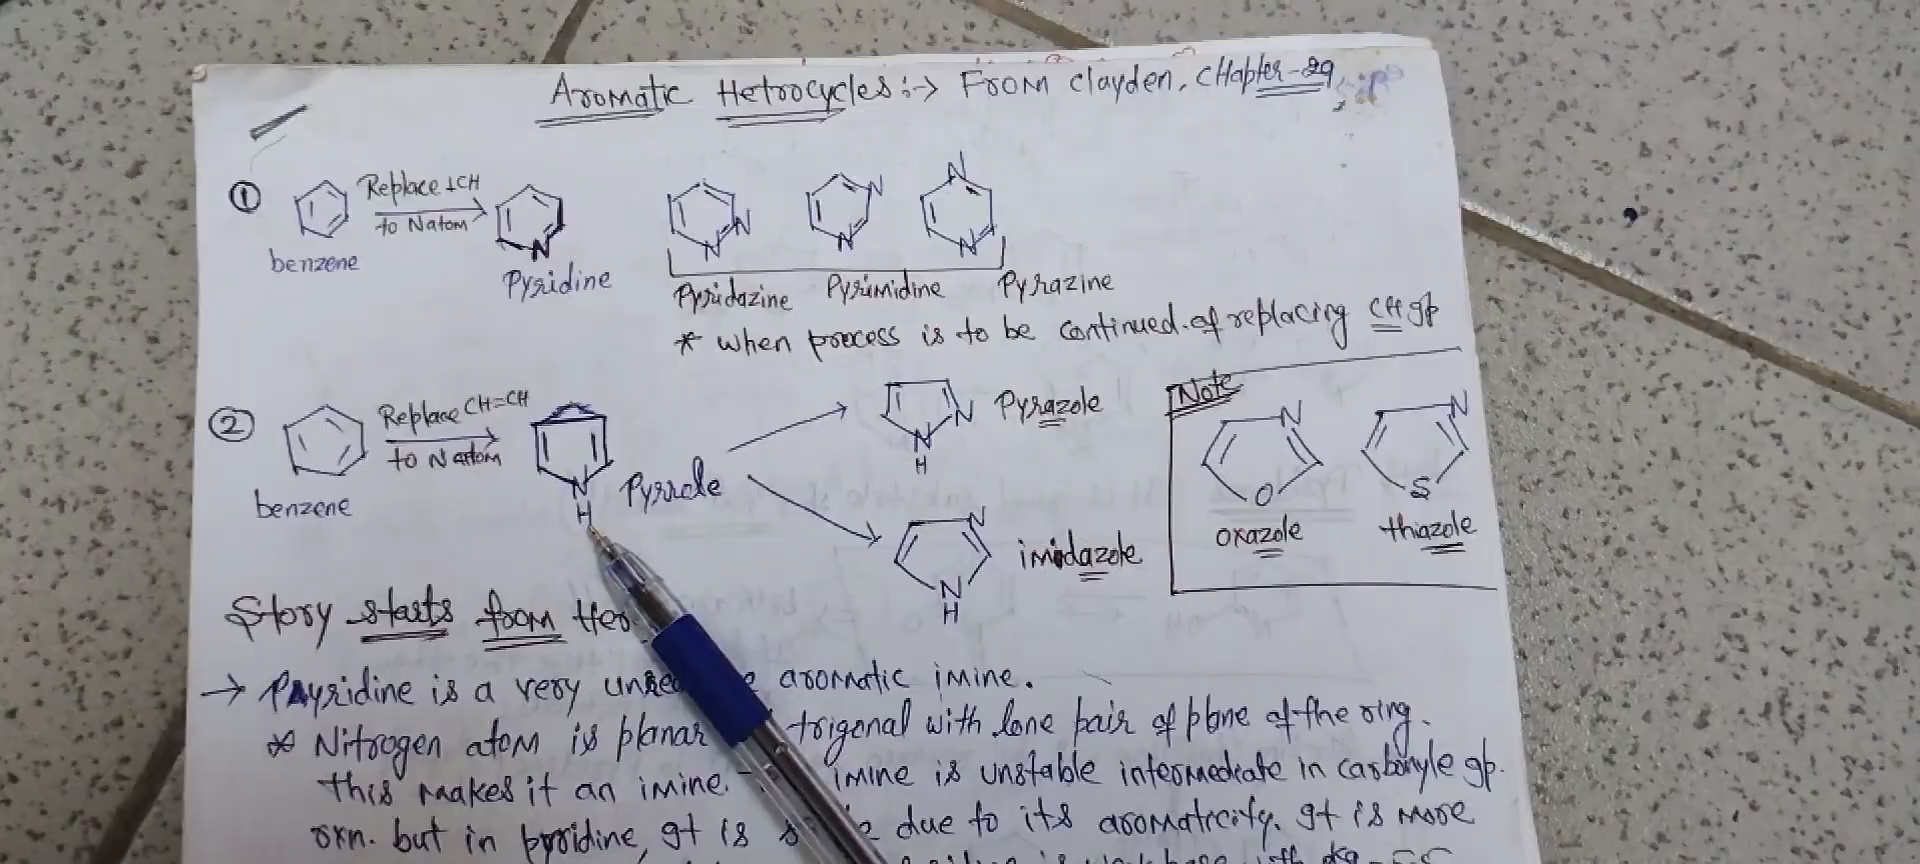 Aromatic Hetrocycles :-> From Clayden, CHapter-29
① Replace 1CH
to N atom
benzene
Pyridine
N
N
N
N
N
N
N
Pyridazine Pyrimidine Pyrazine
* when process is to be continued of replacing CH gp
② Replace CH=CH
to N atom
benzene
N
H
Pyrrole
N
N
H
Pyrazole
N
N
H
imidazole
Note
N
O
oxazole
N
S
thiazole
Story starts from
→ Pyridine is a very aromatic imine.
* Nitrogen atom is planar trigonal with lone pair of plane of the ring.
this makes it an imine. imine is unstable intermediate in carbonyle gp.
orn. but in pyridine, gt is due to its aromaticity. gt is more